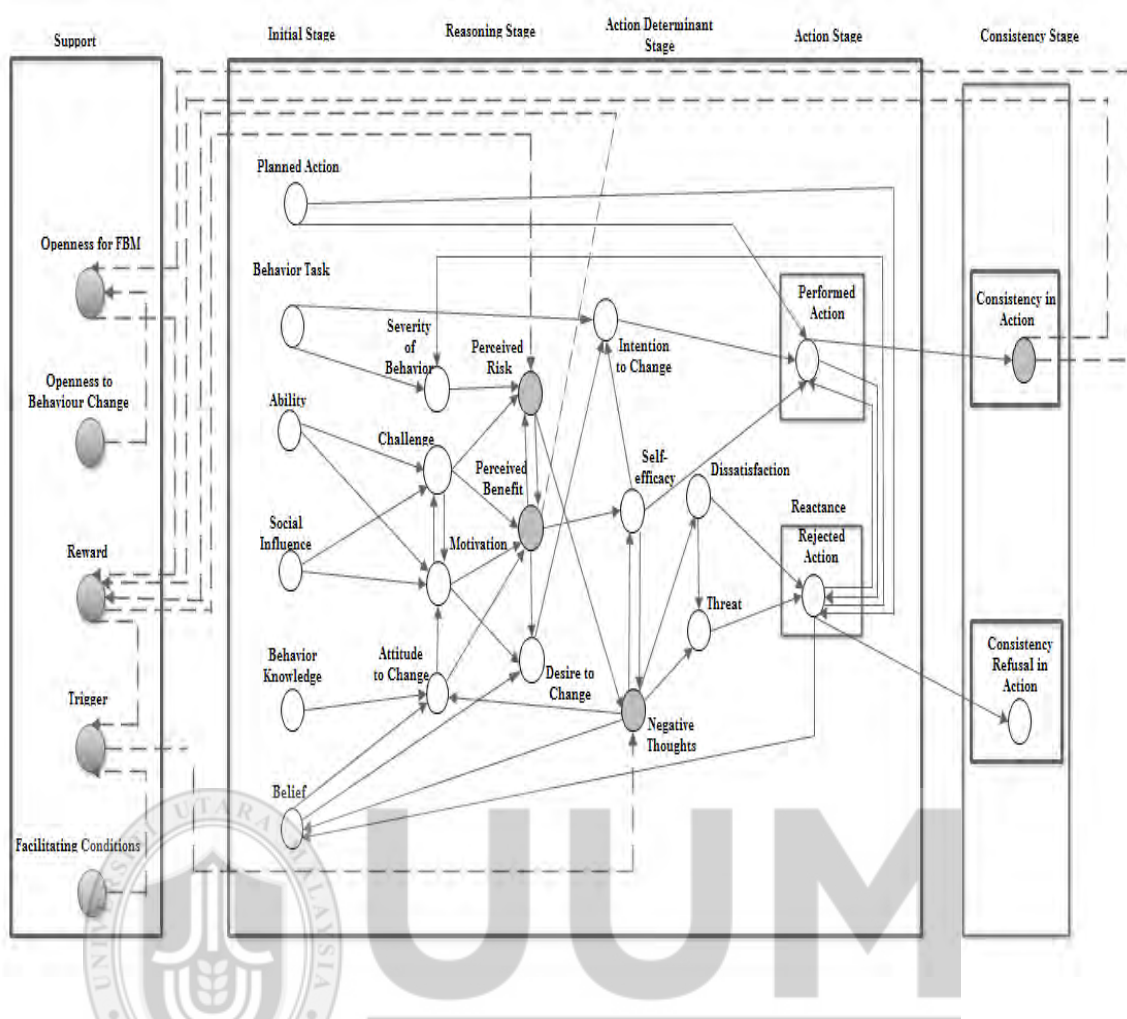 Support
Initial Stage
Reasoning Stage
Action Determinant
Stage
Action Stage
Consistency Stage
Planned Action
Openness for FBM
Behavior Task
Severity
of
Behavior
Perceived
Risk
Intention
to Change
Performed
Action
Consistency in
Action
Openness to
Behaviour Change
Ability
Challenge
Perceived
Benefit
Self-
efficacy
Dissatisfaction
Social
Influence
Motivation
Reactance
Rejected
Action
Reward
Threat
Behavior
Knowledge
Attitude
to Change
Desire to
Change
Negative
Thoughts
Consistency
Refusal in
Action
Trigger
Belief
Facilitating Conditions
UNIVERSITI UTARA MALAYSIA
UUM